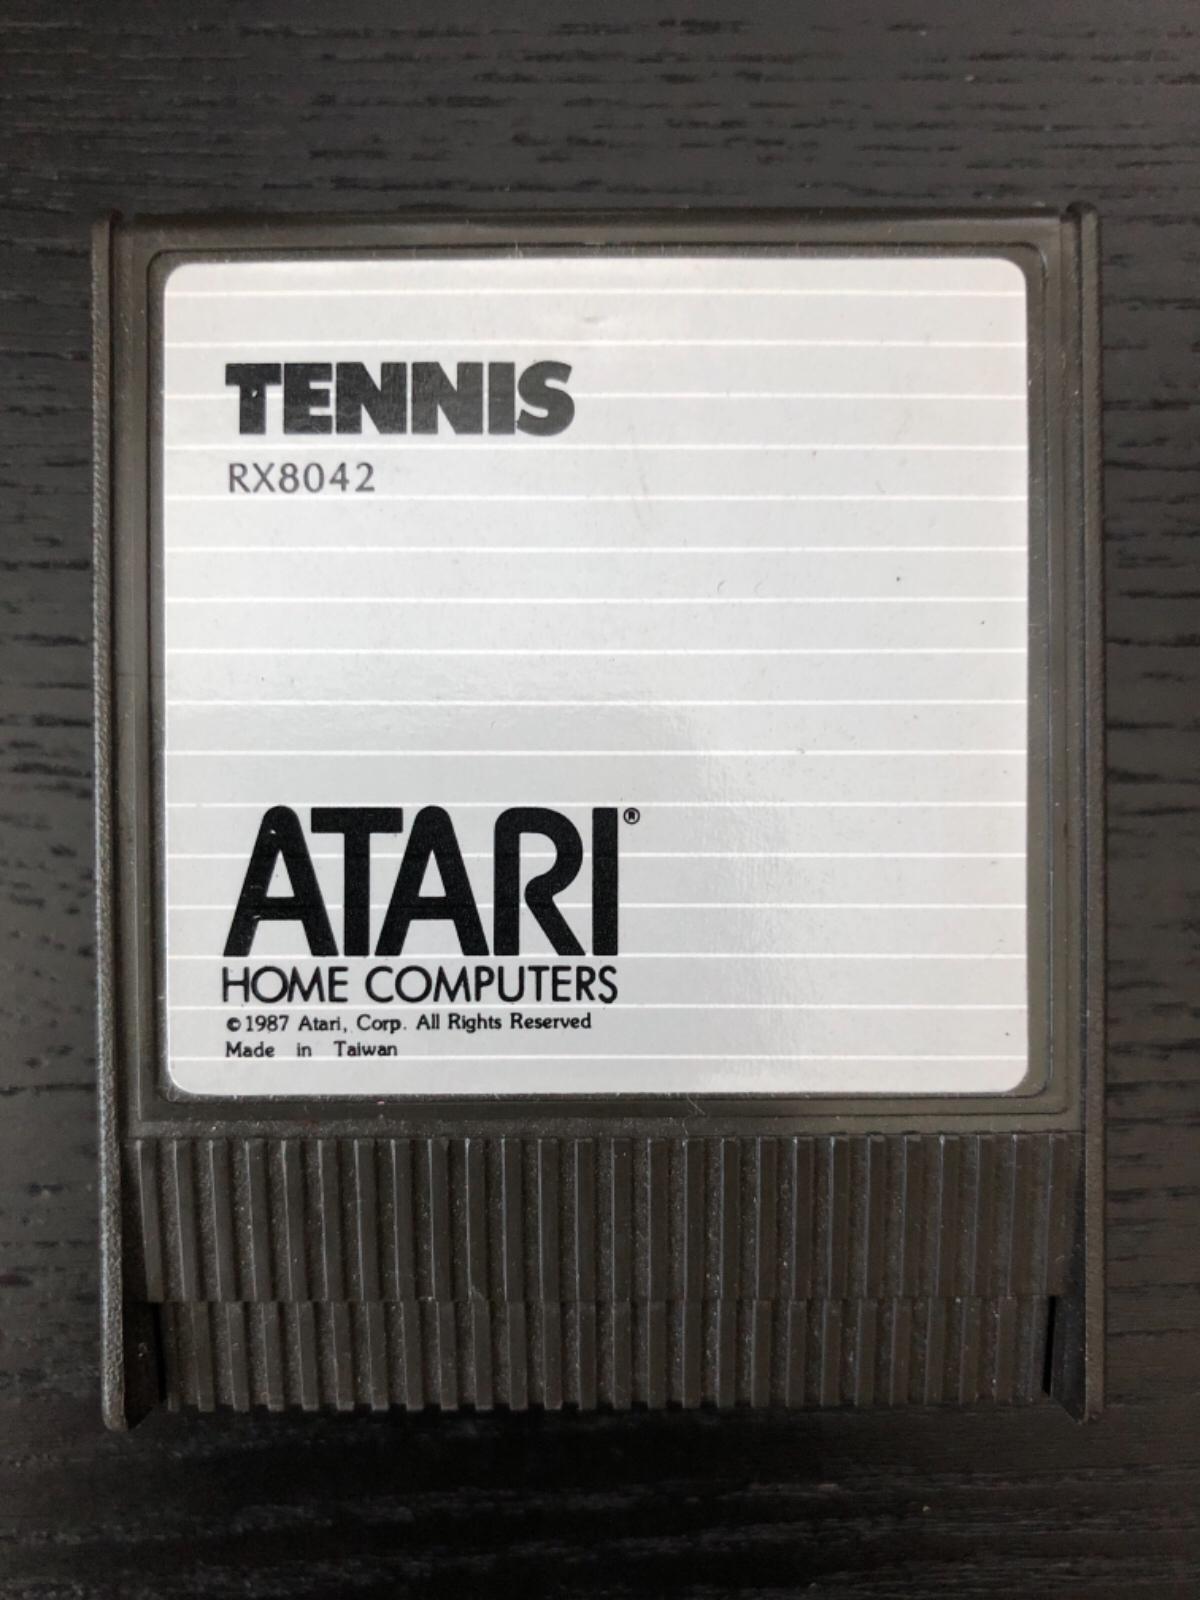 TENNIS
RX8042
ATARI®
HOME COMPUTERS
©1987 Atari, Corp. All Rights Reserved
Made in Taiwan